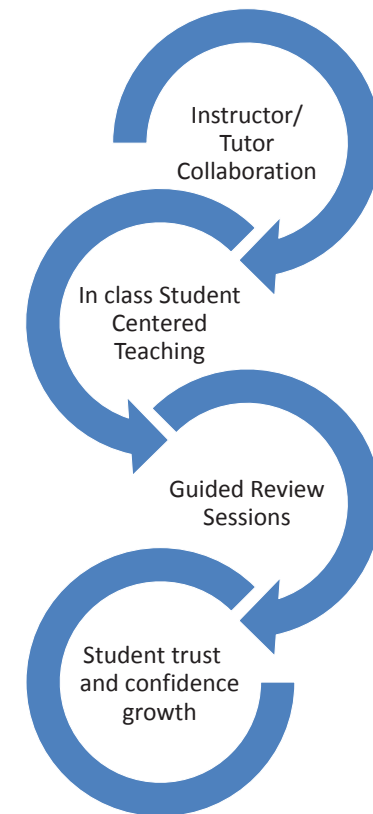 Instructor/
Tutor
Collaboration
In class Student
Centered
Teaching
Guided Review
Sessions
Student trust
and confidence
growth